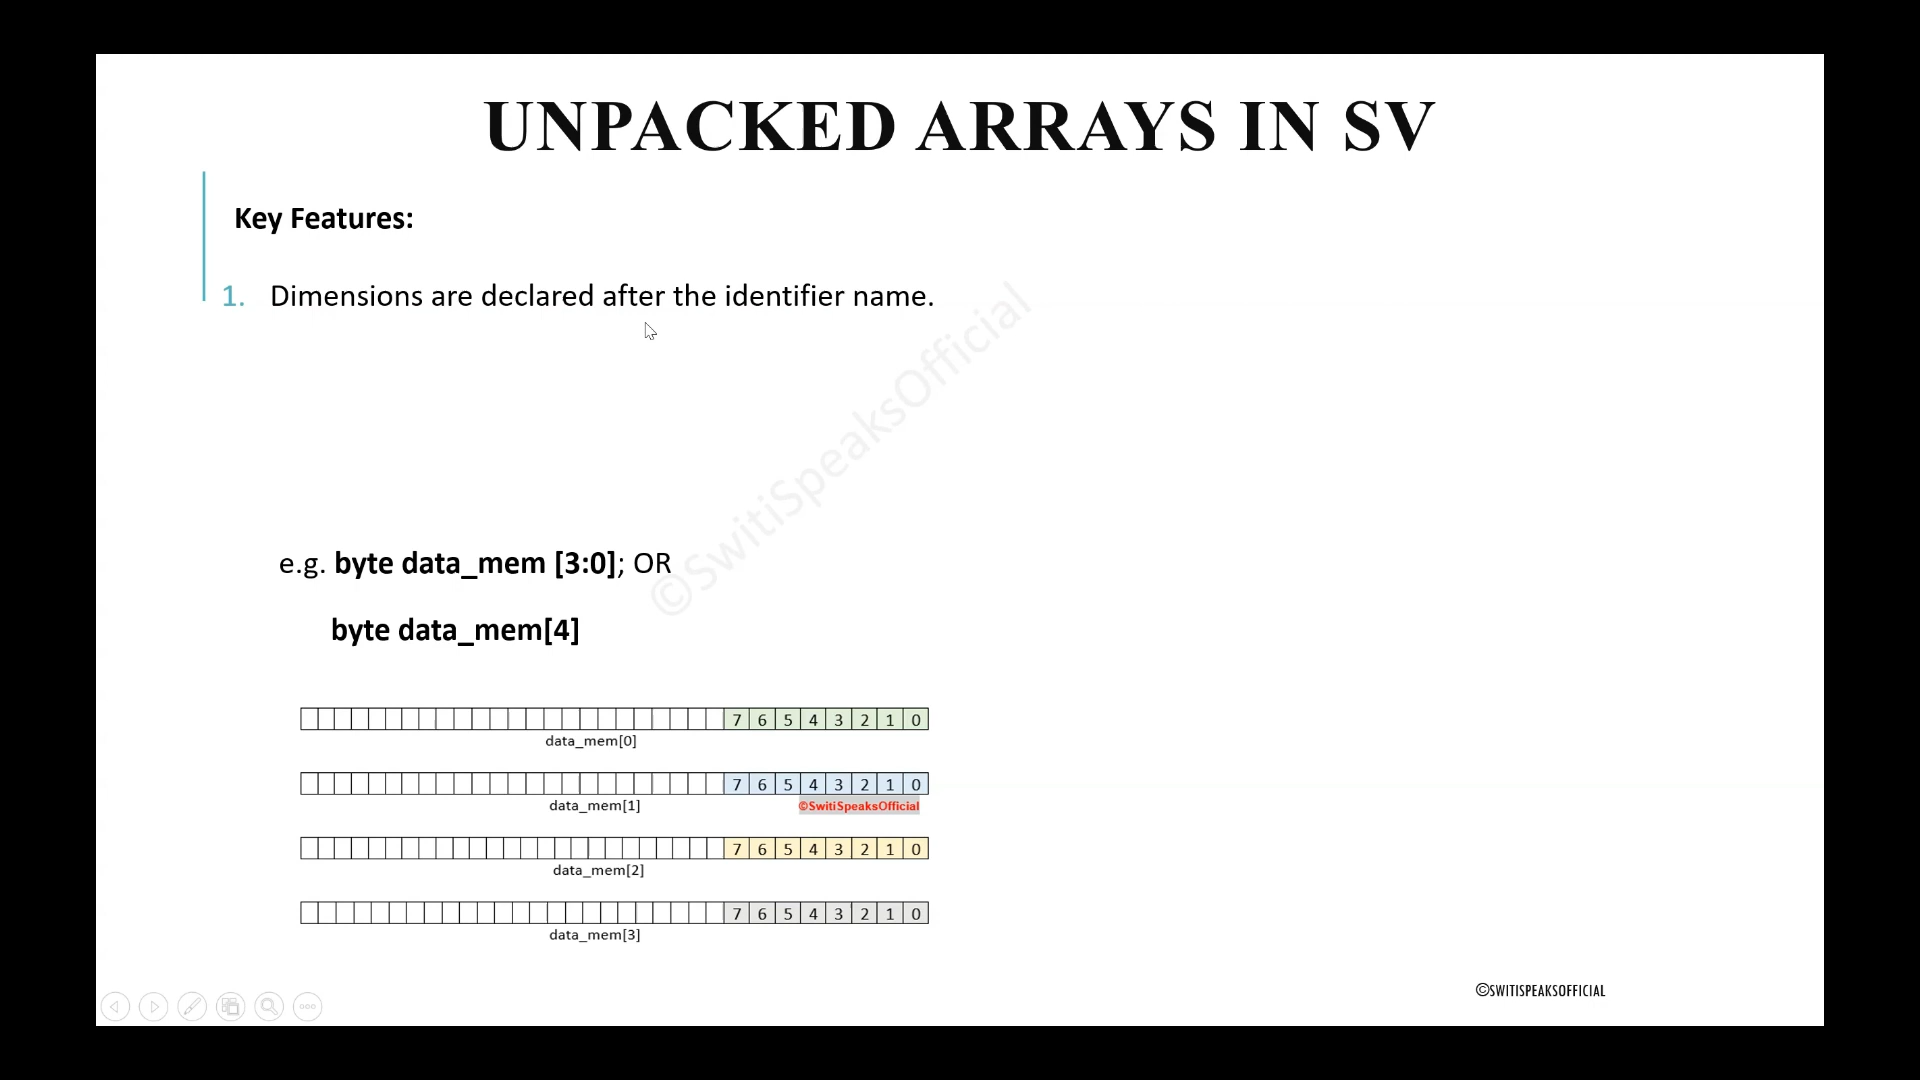 UNPACKED ARRAYS IN SV
Key Features:
1. Dimensions are declared after the identifier name.
©SwitiSpeaksOfficial
e.g. byte data_mem [3:0]; OR
byte data_mem[4]
7 6 5 4 3 2 1 0
data_mem[0]
7 6 5 4 3 2 1 0
data_mem[1]
©SwitiSpeaksOfficial
7 6 5 4 3 2 1 0
data_mem[2]
7 6 5 4 3 2 1 0
data_mem[3]
©SWITISPEAKSOFFICIAL